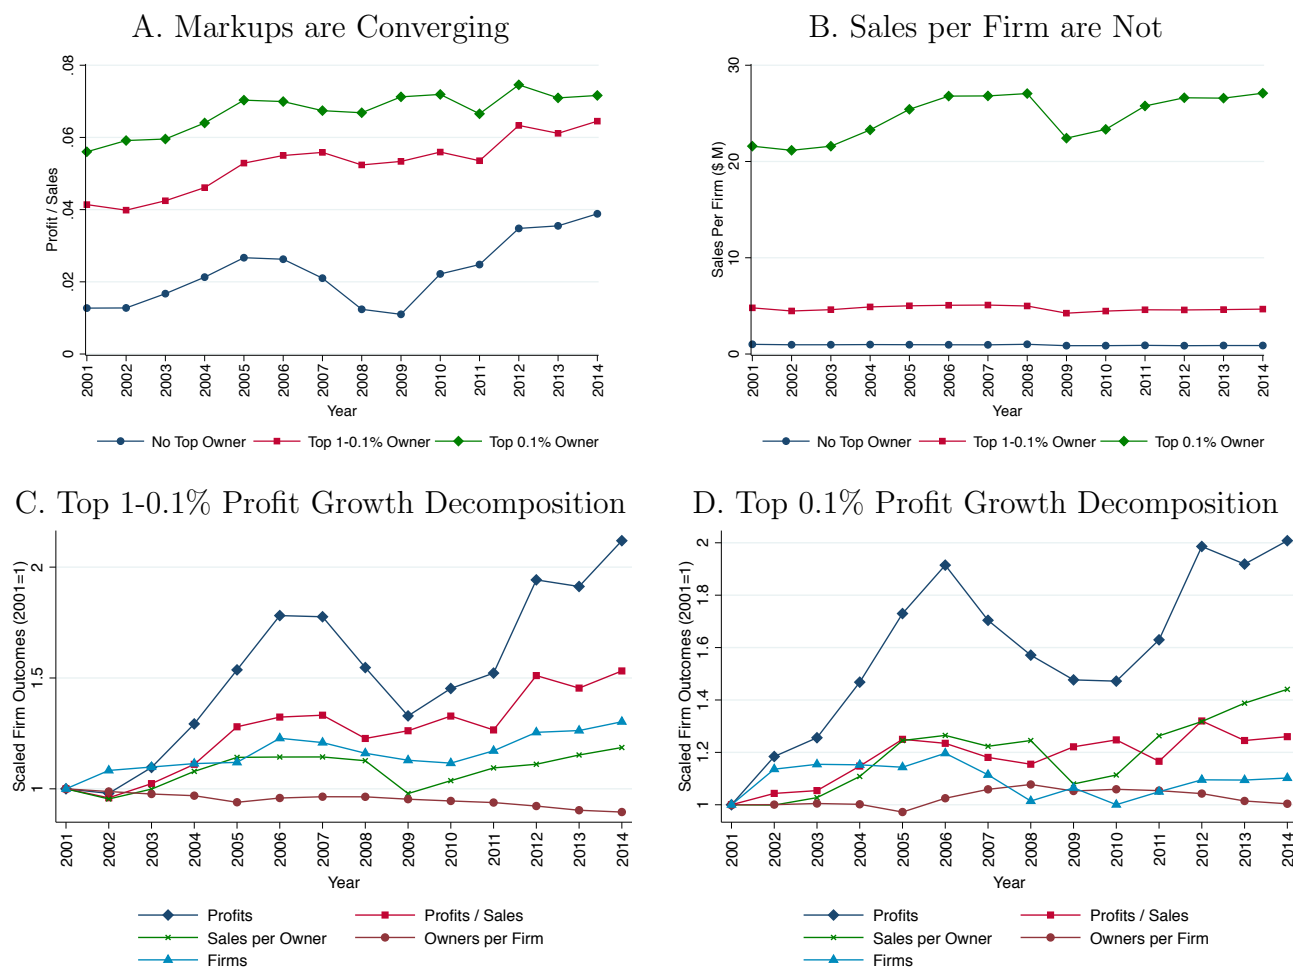 A. Markups are Converging
Profit / Sales
0 .02 .04 .06 .08
2001 2002 2003 2004 2005 2006 2007 2008 2009 2010 2011 2012 2013 2014
Year
No Top Owner Top 1-0.1% Owner Top 0.1% Owner
B. Sales per Firm are Not
Sales Per Firm ($ M)
0 10 20 30
2001 2002 2003 2004 2005 2006 2007 2008 2009 2010 2011 2012 2013 2014
Year
No Top Owner Top 1-0.1% Owner Top 0.1% Owner
C. Top 1-0.1% Profit Growth Decomposition
Scaled Firm Outcomes (2001=1)
1 1.5 2
2001 2002 2003 2004 2005 2006 2007 2008 2009 2010 2011 2012 2013 2014
Year
Profits Profits / Sales
Sales per Owner Owners per Firm
Firms
D. Top 0.1% Profit Growth Decomposition
Scaled Firm Outcomes (2001=1)
1 1.2 1.4 1.6 1.8 2
2001 2002 2003 2004 2005 2006 2007 2008 2009 2010 2011 2012 2013 2014
Year
Profits Profits / Sales
Sales per Owner Owners per Firm
Firms